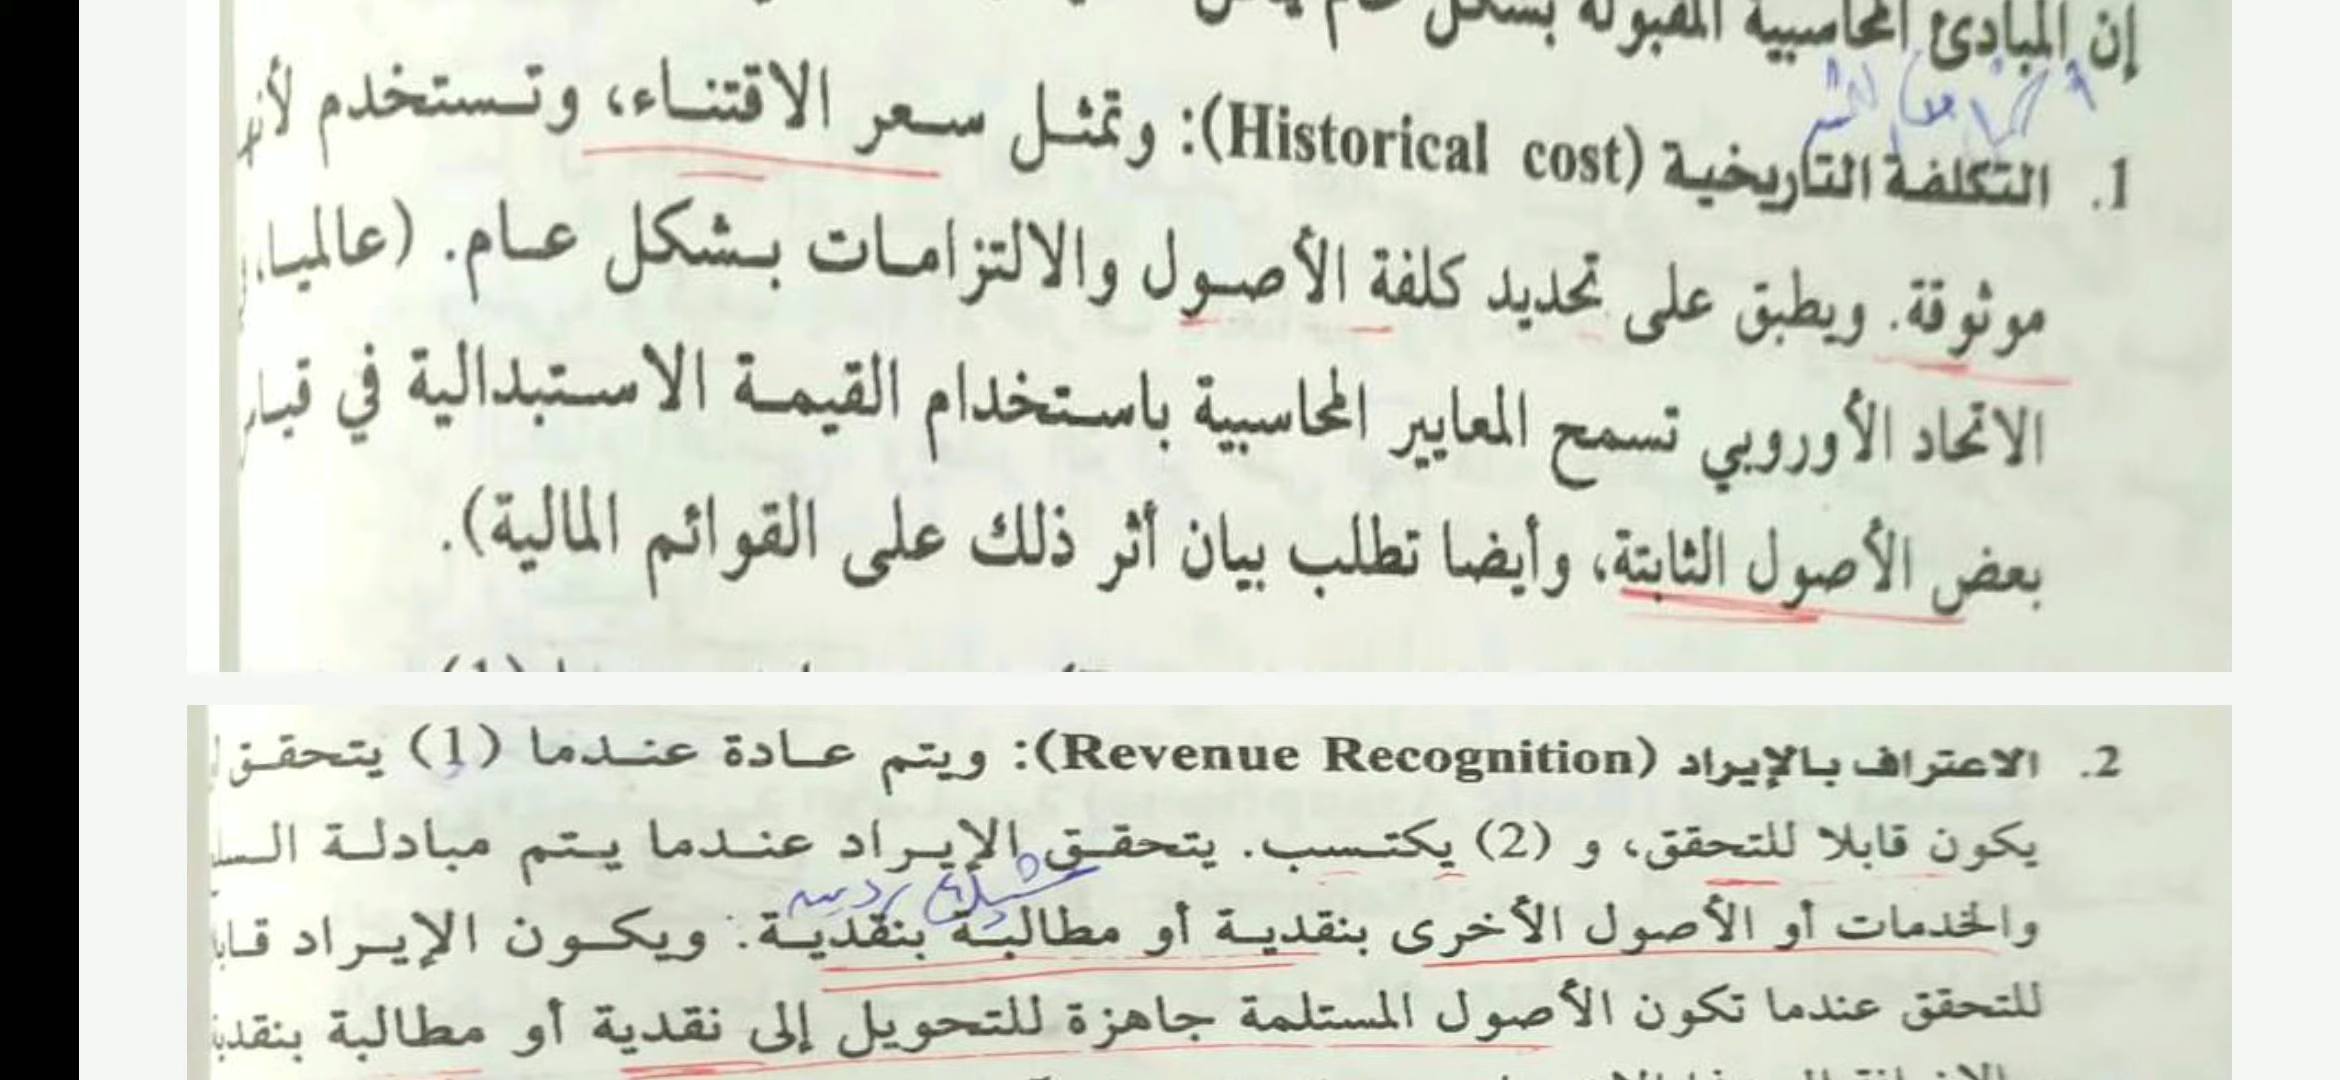 إن المبادئ المحاسبية المقبولة بشكل عام
1. التكلفة التاريخية (Historical cost): وتمثل سعر الاقتناء، وتستخدم لأنها
موثوقة. ويطبق على تحديد كلفة الأصول والالتزامات بشكل عام. (عالميا،
الاتحاد الأوروبي تسمح المعايير المحاسبية باستخدام القيمة الاستبدالية في
بعض الأصول الثابتة، وأيضا تطلب بيان أثر ذلك على القوائم المالية).
2. الاعتراف بالإيراد (Revenue Recognition): ويتم عادة عندما (1) يتحقق
يكون قابلا للتحقق، و (2) يكتسب. يتحقق الإيراد عندما يتم مبادلة
والخدمات أو الأصول الأخرى بنقدية أو مطالبة بنقدية. ويكون الإيراد
للتحقق عندما تكون الأصول المستلمة جاهزة للتحويل إلى نقدية أو مطالبة